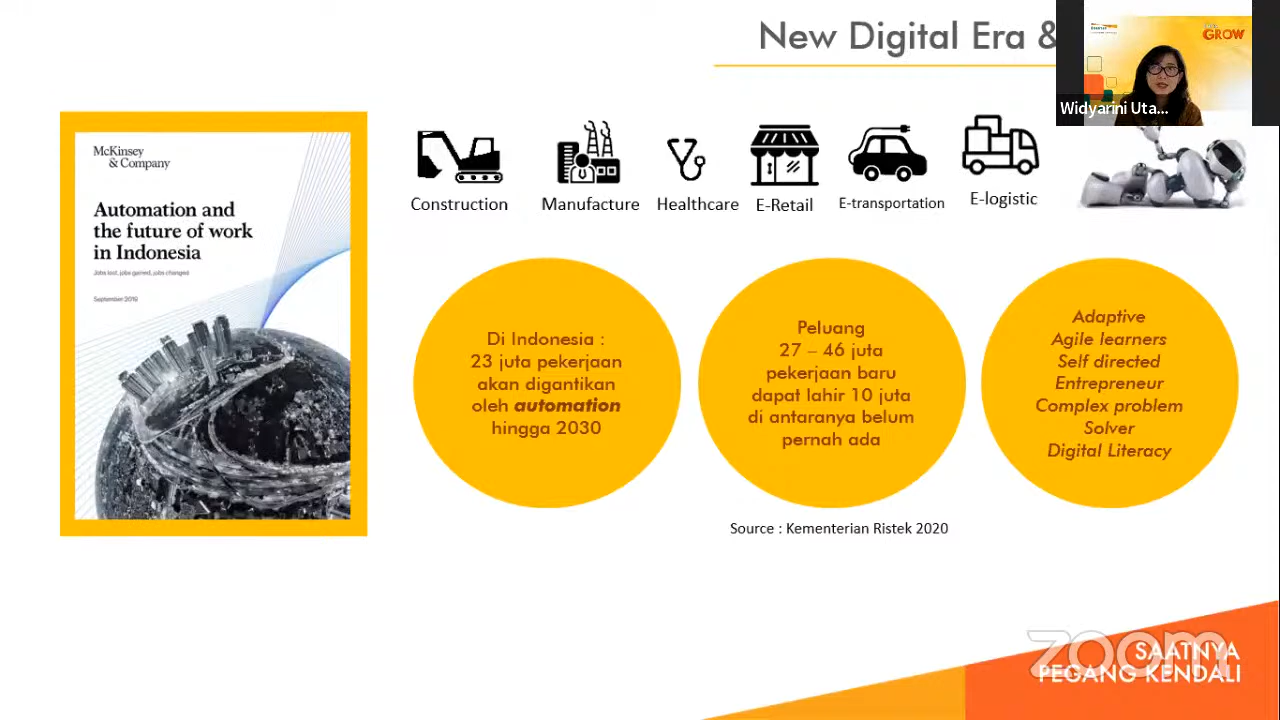 New Digital Era &
GROW
Widyarini Uta...
McKinsey
& Company
Automation and
the future of work
in Indonesia
Jobs lost, jobs gained, jobs changed
September 2019
Construction
Manufacture
Healthcare
E-Retail
E-transportation
E-logistic
Di Indonesia :
23 juta pekerjaan
akan digantikan
oleh automation
hingga 2030
Peluang
27 – 46 juta
pekerjaan baru
dapat lahir 10 juta
di antaranya belum
pernah ada
Adaptive
Agile learners
Self directed
Entrepreneur
Complex problem
Solver
Digital Literacy
Source : Kementerian Ristek 2020
zoom
SAATNYA
PEGANG KENDALI